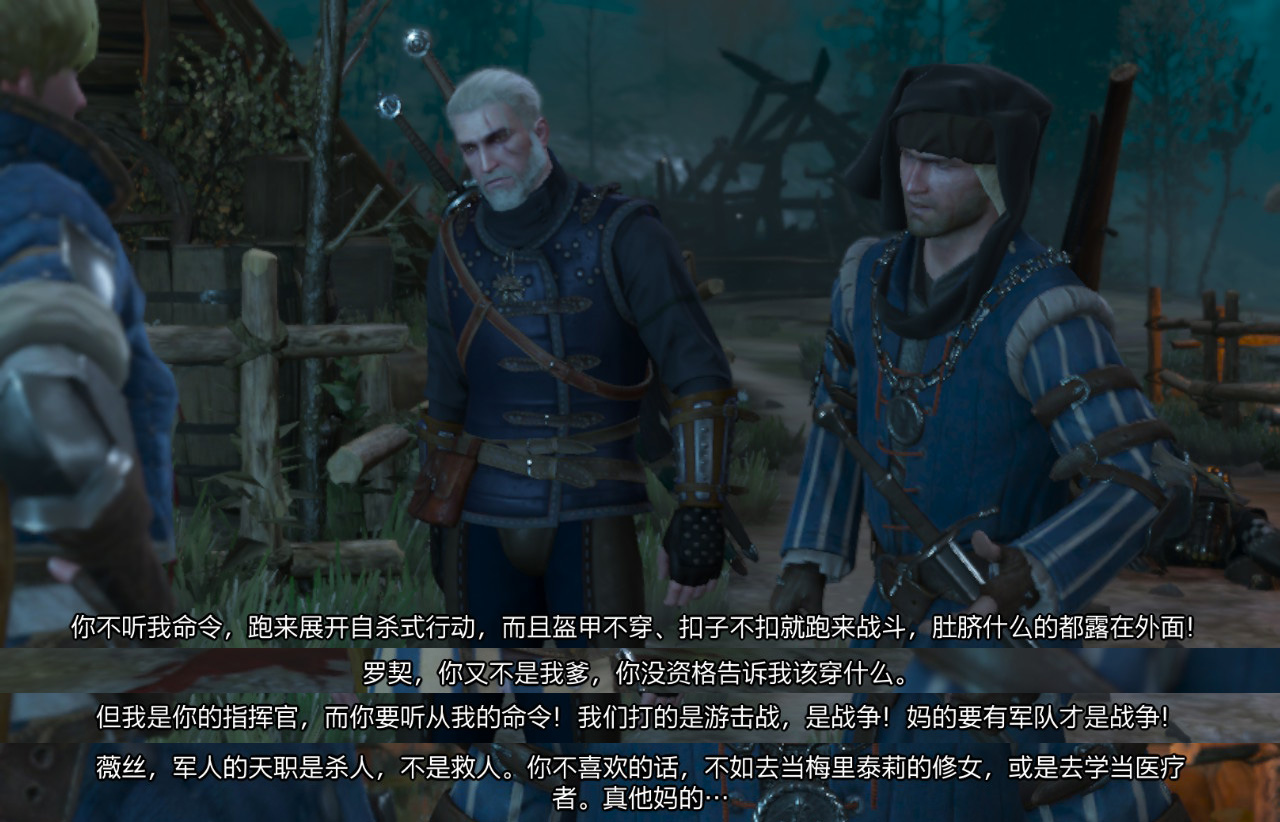 你不听我命令，跑来展开自杀式行动，而且盔甲不穿、扣子不扣就跑来战斗，肚脐什么的都露在外面！
罗契，你又不是我爹，你没资格告诉我该穿什么。
但我是你的指挥官，而你要听从我的命令！我们打的是游击战，是战争！妈的要有军队才是战争！
薇丝，军人的天职是杀人，不是救人。你不喜欢的话，不如去当梅里泰莉的修女，或是去学当医疗
者。真他妈的…